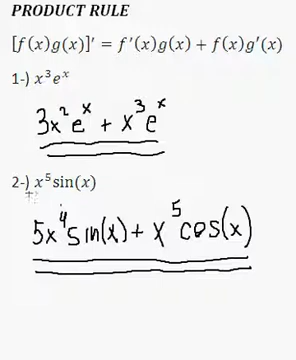 PRODUCT RULE
[f(x)g(x)]' = f'(x)g(x) + f(x)g'(x)
1-) x³eˣ
3x²eˣ + x³eˣ
2-) x⁵sin(x)
5x⁴sin(x) + x⁵cos(x)